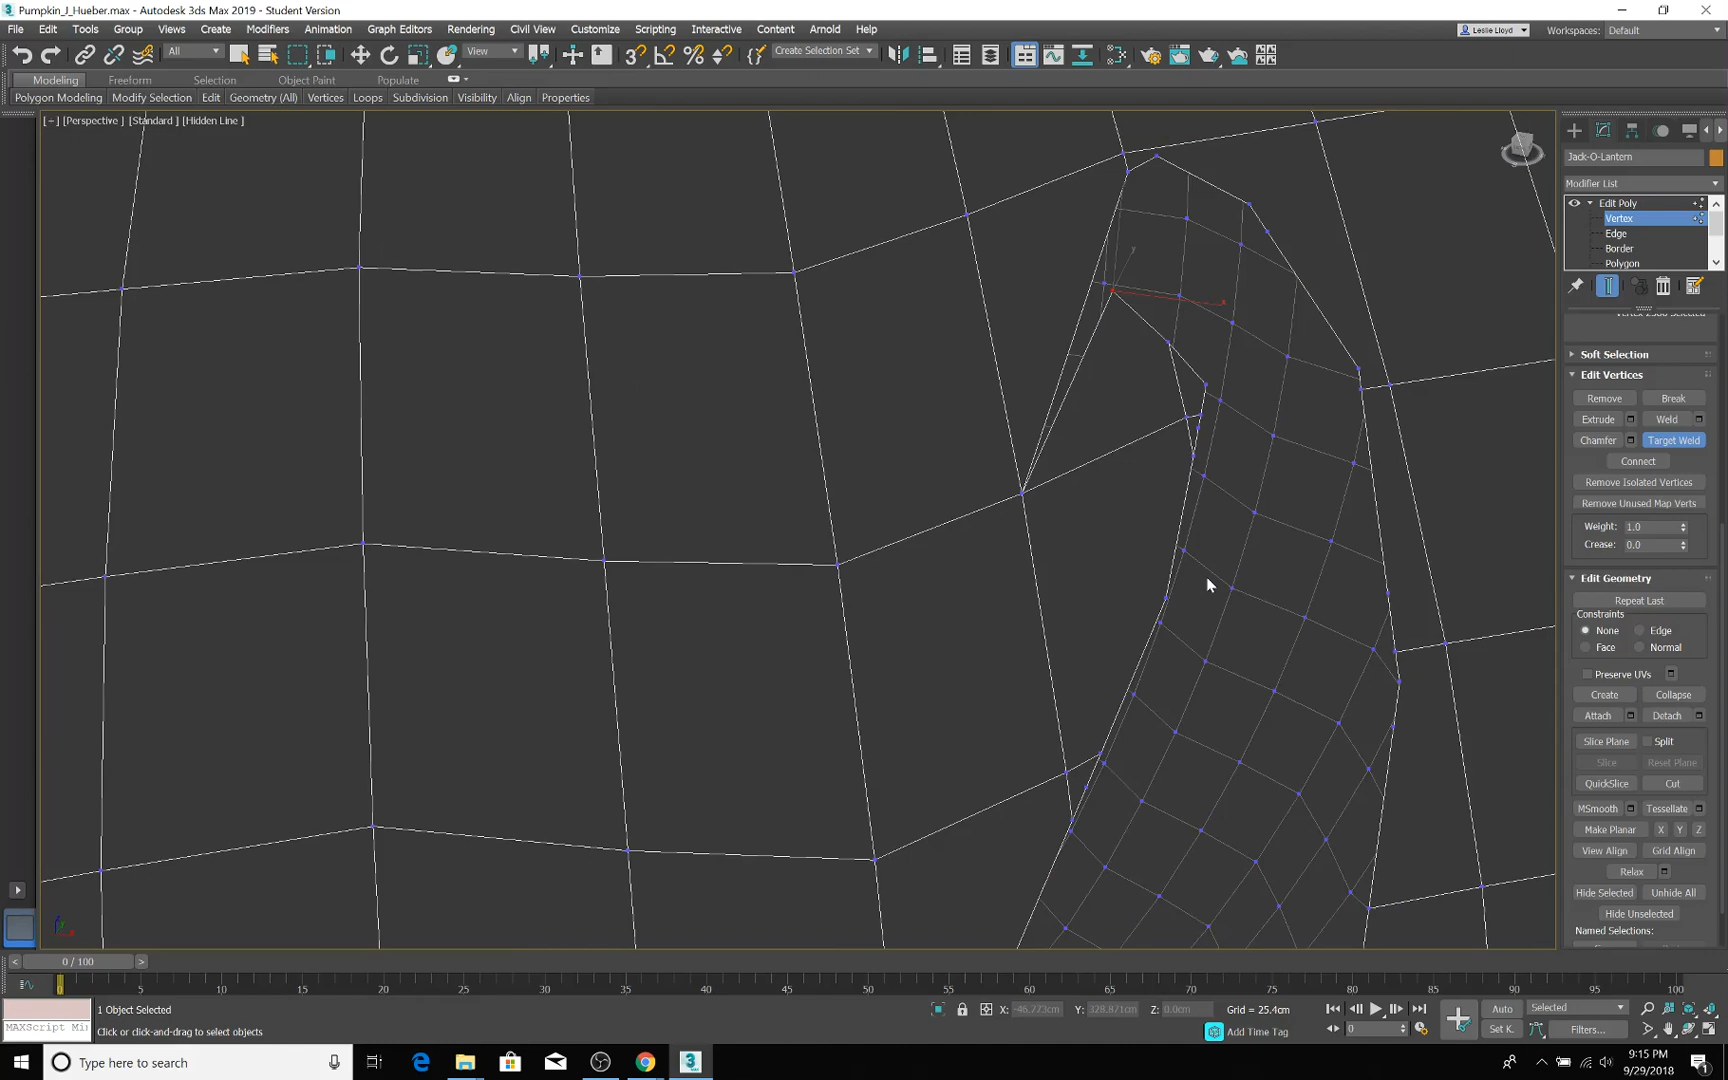 Pumpkin_J_Hueber.max - Autodesk 3ds Max 2019 - Student Version
File Edit Tools Group Views Create Modifiers Animation Graph Editors Rendering Civil View Customize Scripting Interactive Content Arnold Help
Leslie Lloyd Workspaces: Default
All View Create Selection Set
Modeling Freeform Selection Object Paint Populate
Polygon Modeling Modify Selection Edit Geometry (All) Vertices Loops Subdivision Visibility Align Properties
[+] [Perspective] [Standard] [Hidden Line]
Jack-O-Lantern
Modifier List
Edit Poly
Vertex
Edge
Border
Polygon
Soft Selection
Edit Vertices
Remove Break
Extrude Weld
Chamfer Target Weld
Connect
Remove Isolated Vertices
Remove Unused Map Verts
Weight: 1.0
Crease: 0.0
Edit Geometry
Repeat Last
Constraints
None Edge
Face Normal
Preserve UVs
Create Collapse
Attach Detach
Slice Plane Split
Slice Reset Plane
QuickSlice Cut
MSmooth Tessellate
Make Planar X Y Z
View Align Grid Align
Relax
Hide Selected Unhide All
Hide Unselected
Named Selections:
x
y
< 0 / 100 >
0 5 10 15 20 25 30 35 40 45 50 55 60 65 70 75 80 85 90 95 100
1 Object Selected
X: -46.773cm Y: 328.871cm Z: 0.0cm Grid = 25.4cm
Auto Selected
MAXScript Mi
Click or click-and-drag to select objects
Add Time Tag
0
Set K. Filters...
Type here to search
9:15 PM
9/29/2018
1